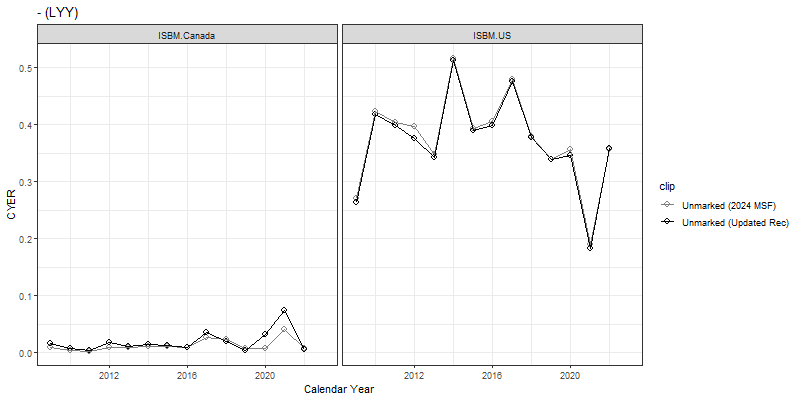 - (LYY)
ISBM.Canada
ISBM.US
CYER
0.5
0.4
0.3
0.2
0.1
0.0
2012
2016
2020
2012
2016
2020
Calendar Year
clip
Unmarked (2024 MSF)
Unmarked (Updated Rec)